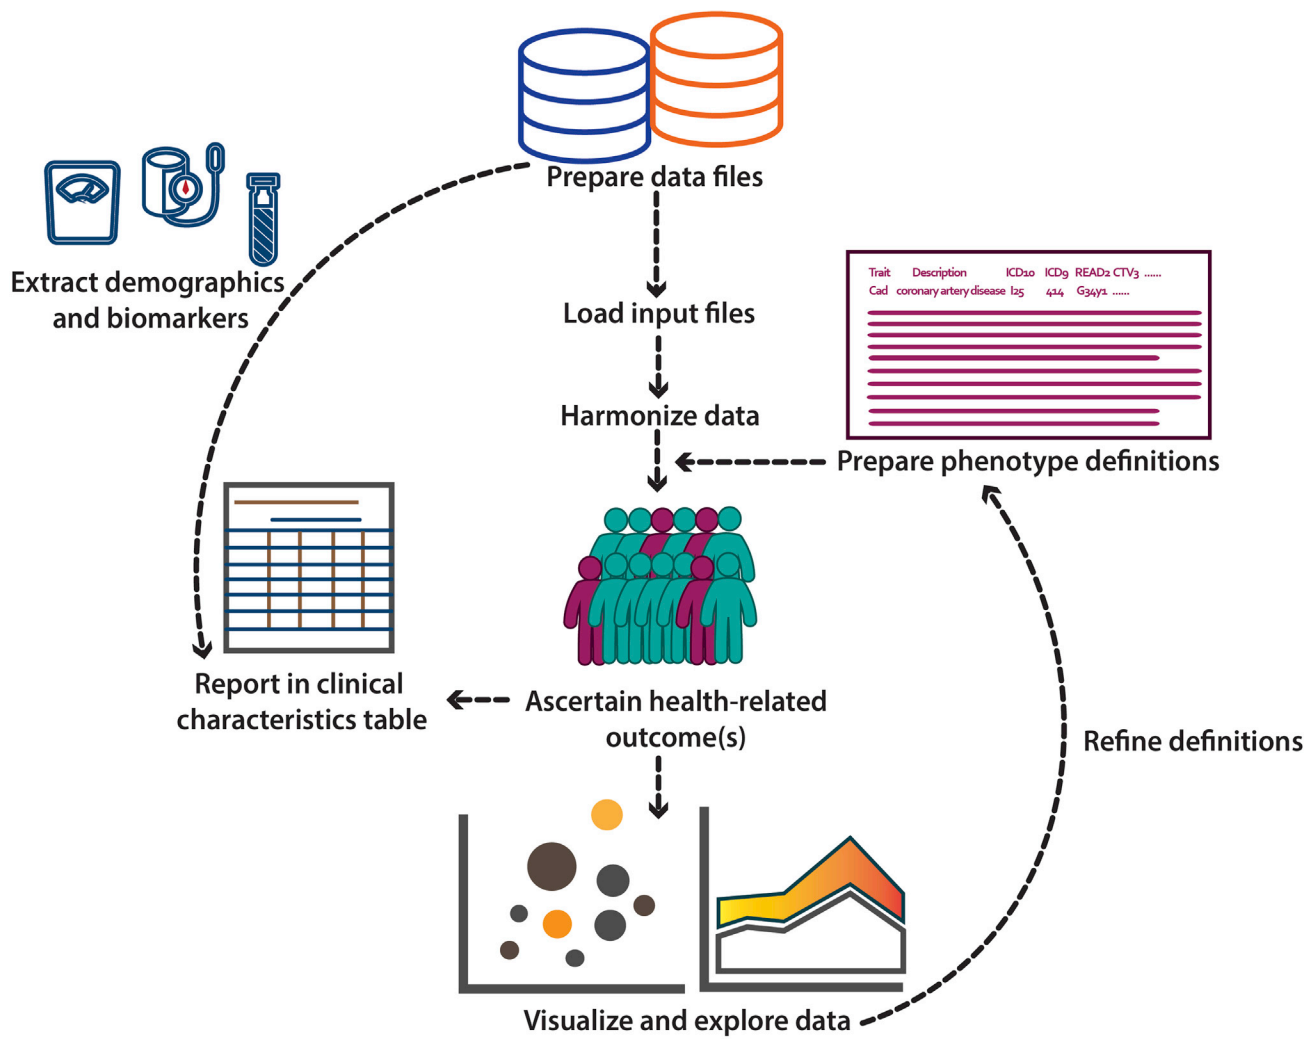 Prepare data files
Extract demographics
and biomarkers
Load input files
Trait Description ICD10 ICD9 READ2 CTV3 ......
Cad coronary artery disease I25 414 G34y1 ......
Harmonize data
Prepare phenotype definitions
Report in clinical
characteristics table
Ascertain health-related
outcome(s)
Refine definitions
Visualize and explore data